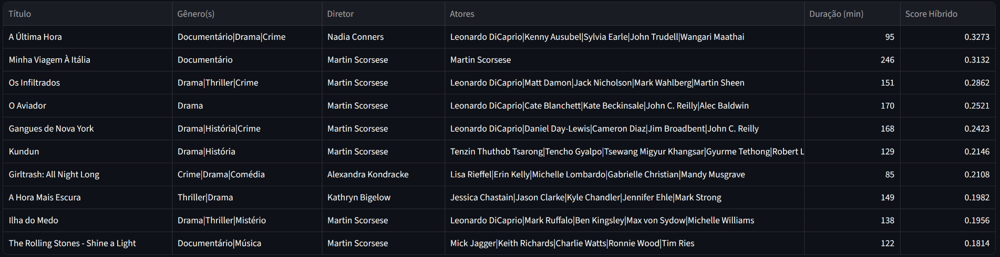 Título Gênero(s) Diretor Atores Duração (min) Score Híbrido
A Última Hora Documentário|Drama|Crime Nadia Conners Leonardo DiCaprio|Kenny Ausubel|Sylvia Earle|John Trudell|Wangari Maathai 95 0.3273
Minha Viagem À Itália Documentário Martin Scorsese Martin Scorsese 246 0.3132
Os Infiltrados Drama|Thriller|Crime Martin Scorsese Leonardo DiCaprio|Matt Damon|Jack Nicholson|Mark Wahlberg|Martin Sheen 151 0.2862
O Aviador Drama Martin Scorsese Leonardo DiCaprio|Cate Blanchett|Kate Beckinsale|John C. Reilly|Alec Baldwin 170 0.2521
Gangues de Nova York Drama|História|Crime Martin Scorsese Leonardo DiCaprio|Daniel Day-Lewis|Cameron Diaz|Jim Broadbent|John C. Reilly 168 0.2423
Kundun Drama|História Martin Scorsese Tenzin Thuthob Tsarong|Tencho Gyalpo|Tsewang Migyur Khangsar|Gyurme Tethong|Robert L 129 0.2146
Girltrash: All Night Long Crime|Drama|Comédia Alexandra Kondracke Lisa Rieffel|Erin Kelly|Michelle Lombardo|Gabrielle Christian|Mandy Musgrave 85 0.2108
A Hora Mais Escura Thriller|Drama Kathryn Bigelow Jessica Chastain|Jason Clarke|Kyle Chandler|Jennifer Ehle|Mark Strong 149 0.1982
Ilha do Medo Drama|Thriller|Mistério Martin Scorsese Leonardo DiCaprio|Mark Ruffalo|Ben Kingsley|Max von Sydow|Michelle Williams 138 0.1956
The Rolling Stones - Shine a Light Documentário|Música Martin Scorsese Mick Jagger|Keith Richards|Charlie Watts|Ronnie Wood|Tim Ries 122 0.1814